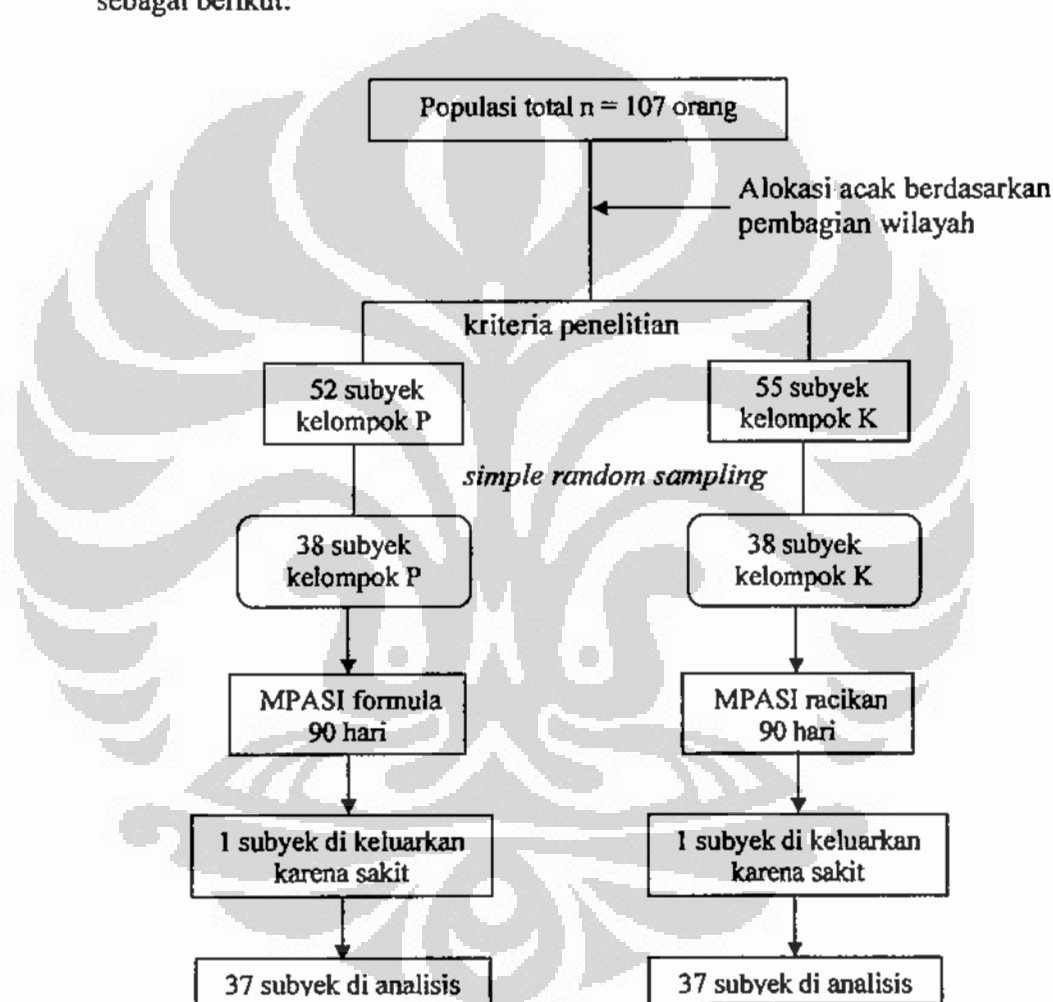 sebagai berikut:
Populasi total n = 107 orang
Alokasi acak berdasarkan
pembagian wilayah
kriteria penelitian
52 subyek
kelompok P
55 subyek
kelompok K
simple random sampling
38 subyek
kelompok P
38 subyek
kelompok K
MPASI formula
90 hari
MPASI racikan
90 hari
1 subyek di keluarkan
karena sakit
1 subyek di keluarkan
karena sakit
37 subyek di analisis
37 subyek di analisis